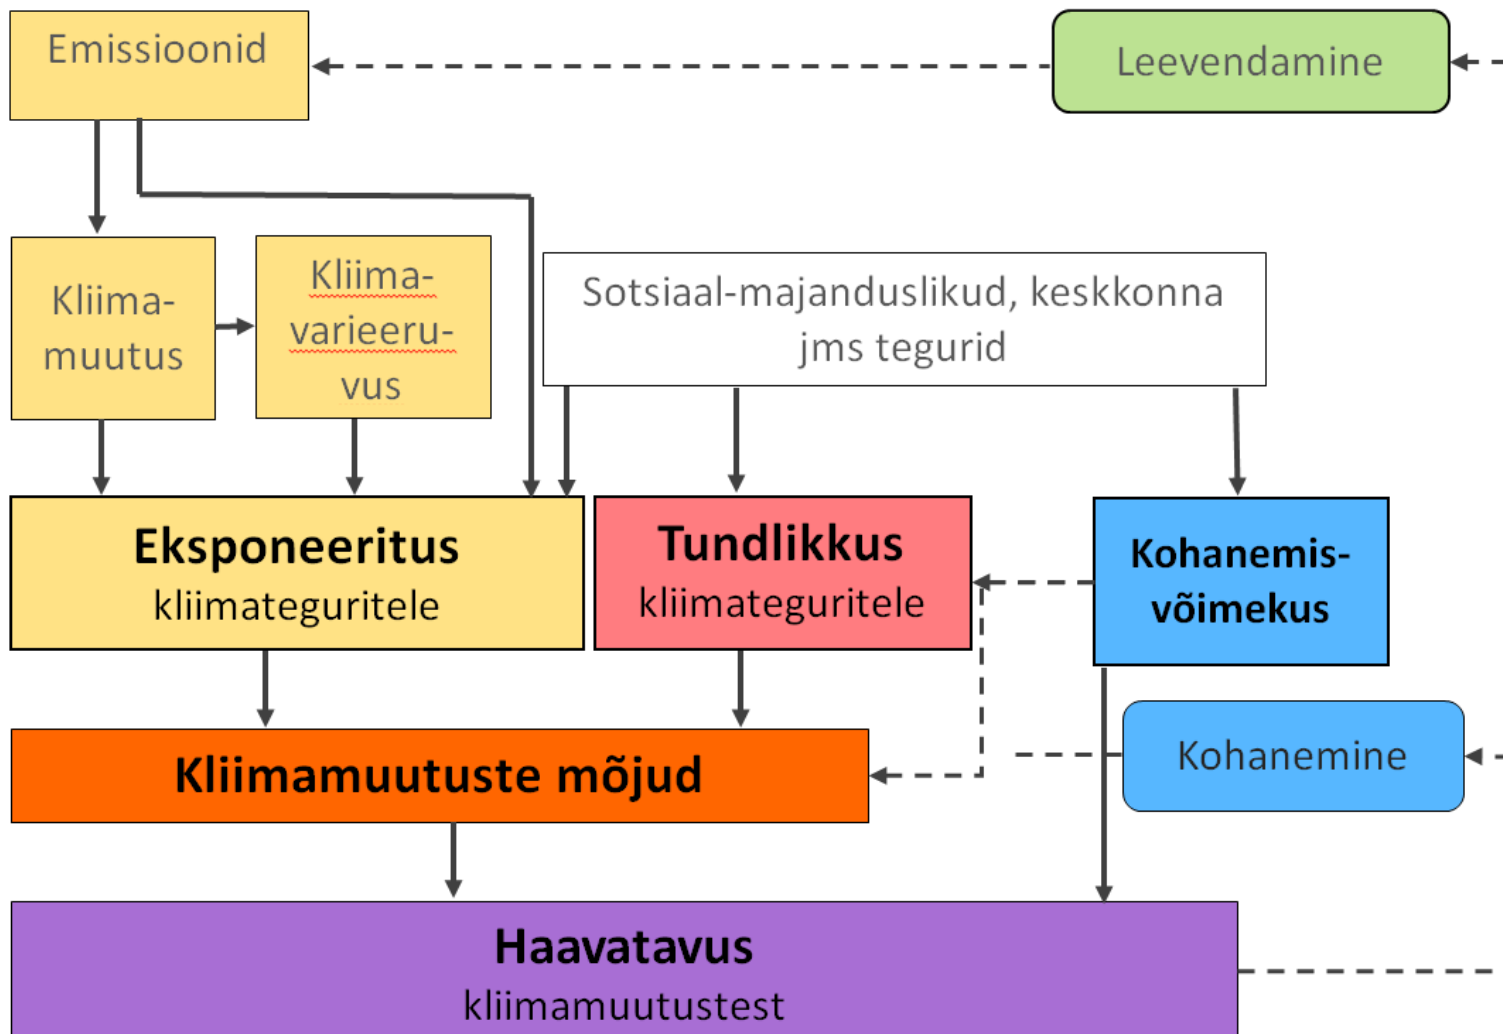 Emissioonid
Leevendamine
Kliima-
muutus
Kliima-
varieeru-
vus
Sotsiaal-majanduslikud, keskkonna
jms tegurid
Eksponeeritus
kliimateguritele
Tundlikkus
kliimateguritele
Kohanemis-
võimekus
Kliimamuutuste mõjud
Kohanemine
Haavatavus
kliimamuutustest